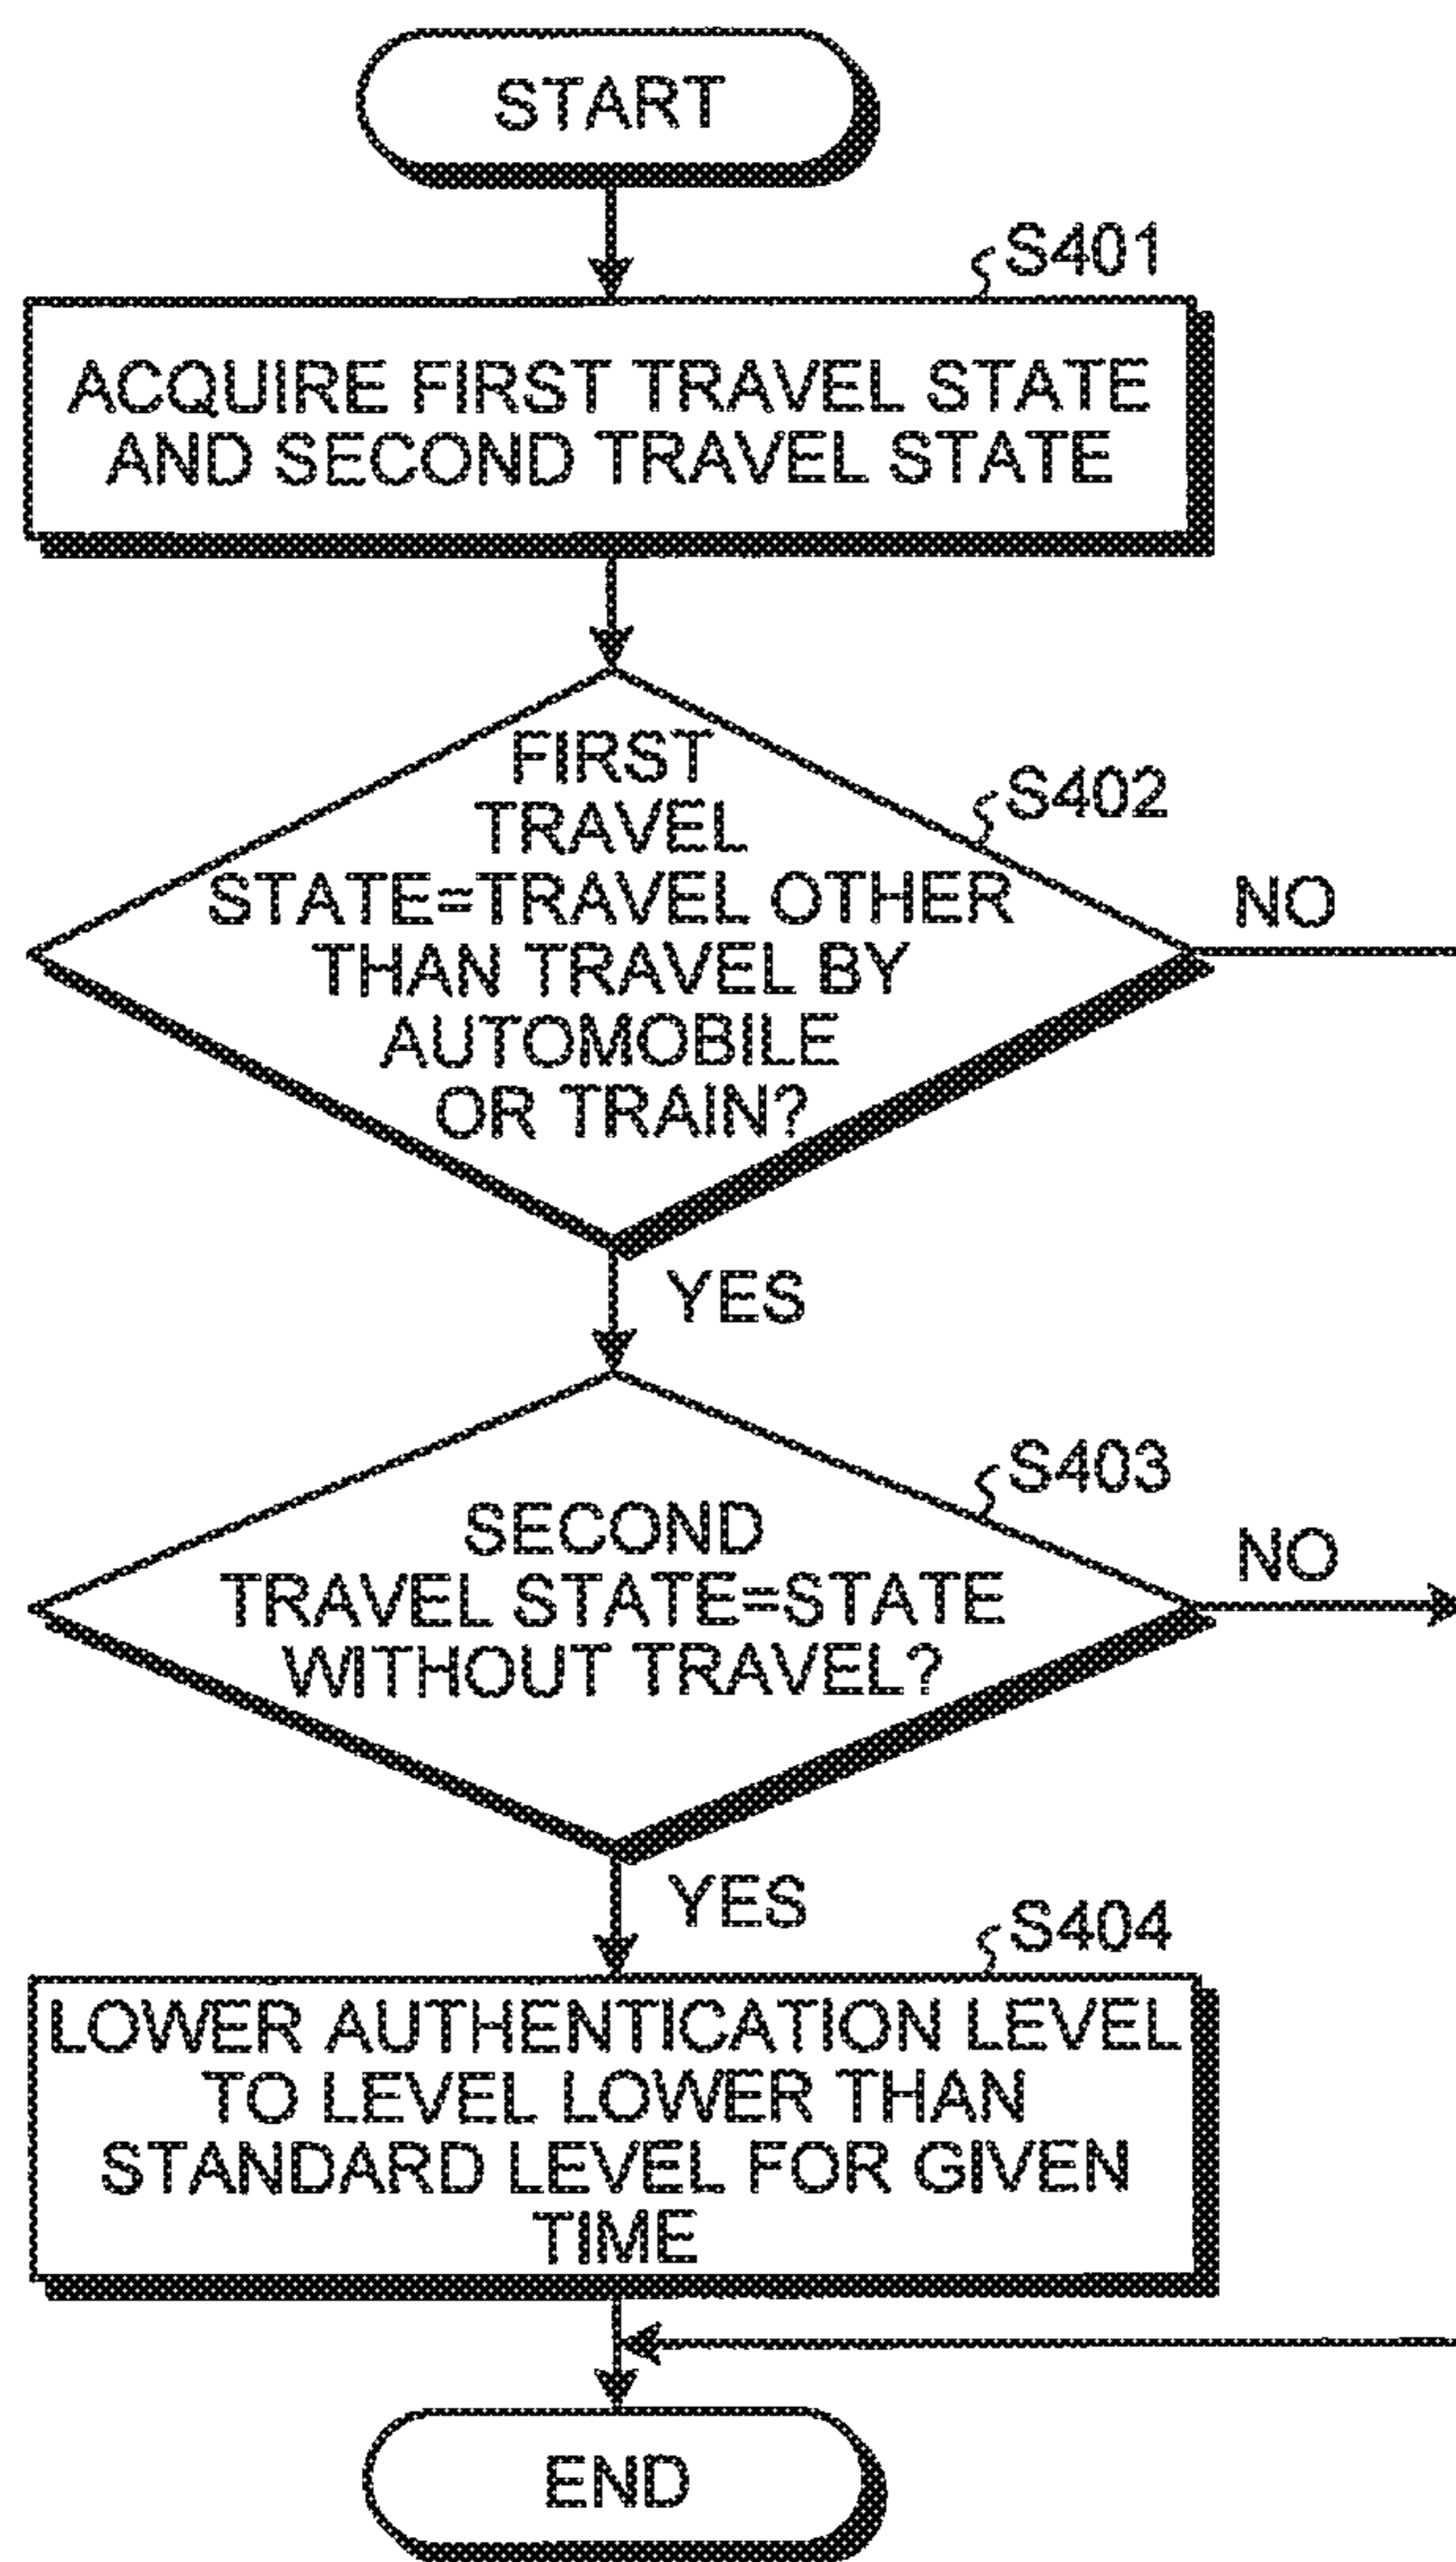 START
S401
ACQUIRE FIRST TRAVEL STATE
AND SECOND TRAVEL STATE
S402
FIRST
TRAVEL
STATE=TRAVEL OTHER
THAN TRAVEL BY
AUTOMOBILE
OR TRAIN?
NO
YES
S403
SECOND
TRAVEL STATE=STATE
WITHOUT TRAVEL?
NO
YES
S404
LOWER AUTHENTICATION LEVEL
TO LEVEL LOWER THAN
STANDARD LEVEL FOR GIVEN
TIME
END